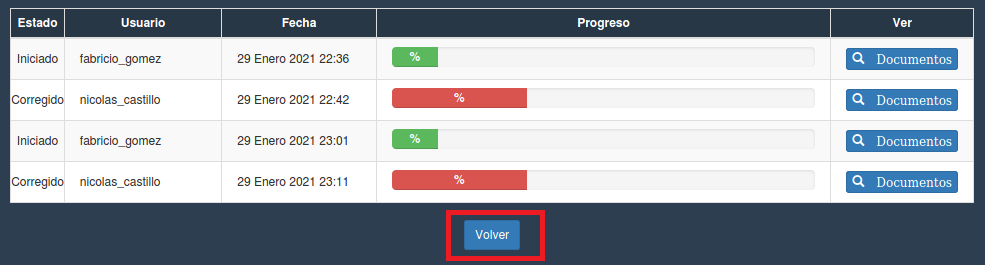 Estado Usuario Fecha Progreso Ver
Iniciado fabricio_gomez 29 Enero 2021 22:36 % Documentos
Corregido nicolas_castillo 29 Enero 2021 22:42 % Documentos
Iniciado fabricio_gomez 29 Enero 2021 23:01 % Documentos
Corregido nicolas_castillo 29 Enero 2021 23:11 % Documentos
Volver